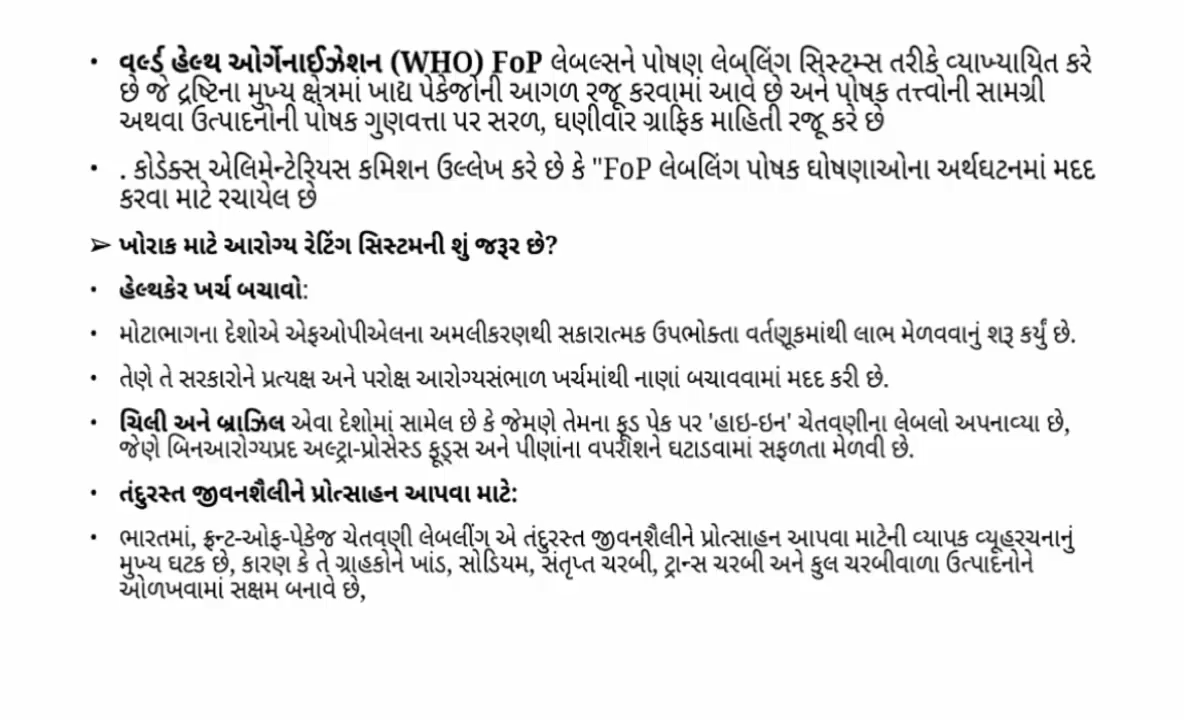 • વર્લ્ડ હેલ્થ ઓર્ગેનાઈઝેશન (WHO) FoP લેબલ્સને પોષણ લેબલિંગ સિસ્ટમ્સ તરીકે વ્યાખ્યાયિત કરે
છે જે દ્રષ્ટિના મુખ્ય ક્ષેત્રમાં ખાદ્ય પેકેજોની આગળ રજૂ કરવામાં આવે છે અને પોષક તત્ત્વોની સામગ્રી
અથવા ઉત્પાદનોની પોષક ગુણવત્તા પર સરળ, ઘણીવાર ગ્રાફિક માહિતી રજૂ કરે છે
• . કોડેક્સ એલિમેન્ટેરિયસ કમિશન ઉલ્લેખ કરે છે કે "FoP લેબલિંગ પોષક ઘોષણાઓના અર્થઘટનમાં મદદ
કરવા માટે રચાયેલ છે
➢ ખોરાક માટે આરોગ્ય રેટિંગ સિસ્ટમની શું જરૂર છે?
• હેલ્થકેર ખર્ચ બચાવો:
• મોટાભાગના દેશોએ એફઓપીએલના અમલીકરણથી સકારાત્મક ઉપભોક્તા વર્તણૂકમાંથી લાભ મેળવવાનું શરૂ કર્યું છે.
• તેણે તે સરકારોને પ્રત્યક્ષ અને પરોક્ષ આરોગ્યસંભાળ ખર્ચમાંથી નાણાં બચાવવામાં મદદ કરી છે.
• ચિલી અને બ્રાઝિલ એવા દેશોમાં સામેલ છે કે જેમણે તેમના ફૂડ પેક પર 'હાઇ-ઇન' ચેતવણીના લેબલો અપનાવ્યા છે,
જેણે બિનઆરોગ્યપ્રદ અલ્ટ્રા-પ્રોસેસ્ડ ફૂડ્સ અને પીણાંના વપરાશને ઘટાડવામાં સફળતા મેળવી છે.
• તંદુરસ્ત જીવનશૈલીને પ્રોત્સાહન આપવા માટે:
• ભારતમાં, ફ્રન્ટ-ઓફ-પેકેજ ચેતવણી લેબલીંગ એ તંદુરસ્ત જીવનશૈલીને પ્રોત્સાહન આપવા માટેની વ્યાપક વ્યૂહરચનાનું
મુખ્ય ઘટક છે, કારણ કે તે ગ્રાહકોને ખાંડ, સોડિયમ, સંતૃપ્ત ચરબી, ટ્રાન્સ ચરબી અને કુલ ચરબીવાળા ઉત્પાદનોને
ઓળખવામાં સક્ષમ બનાવે છે,